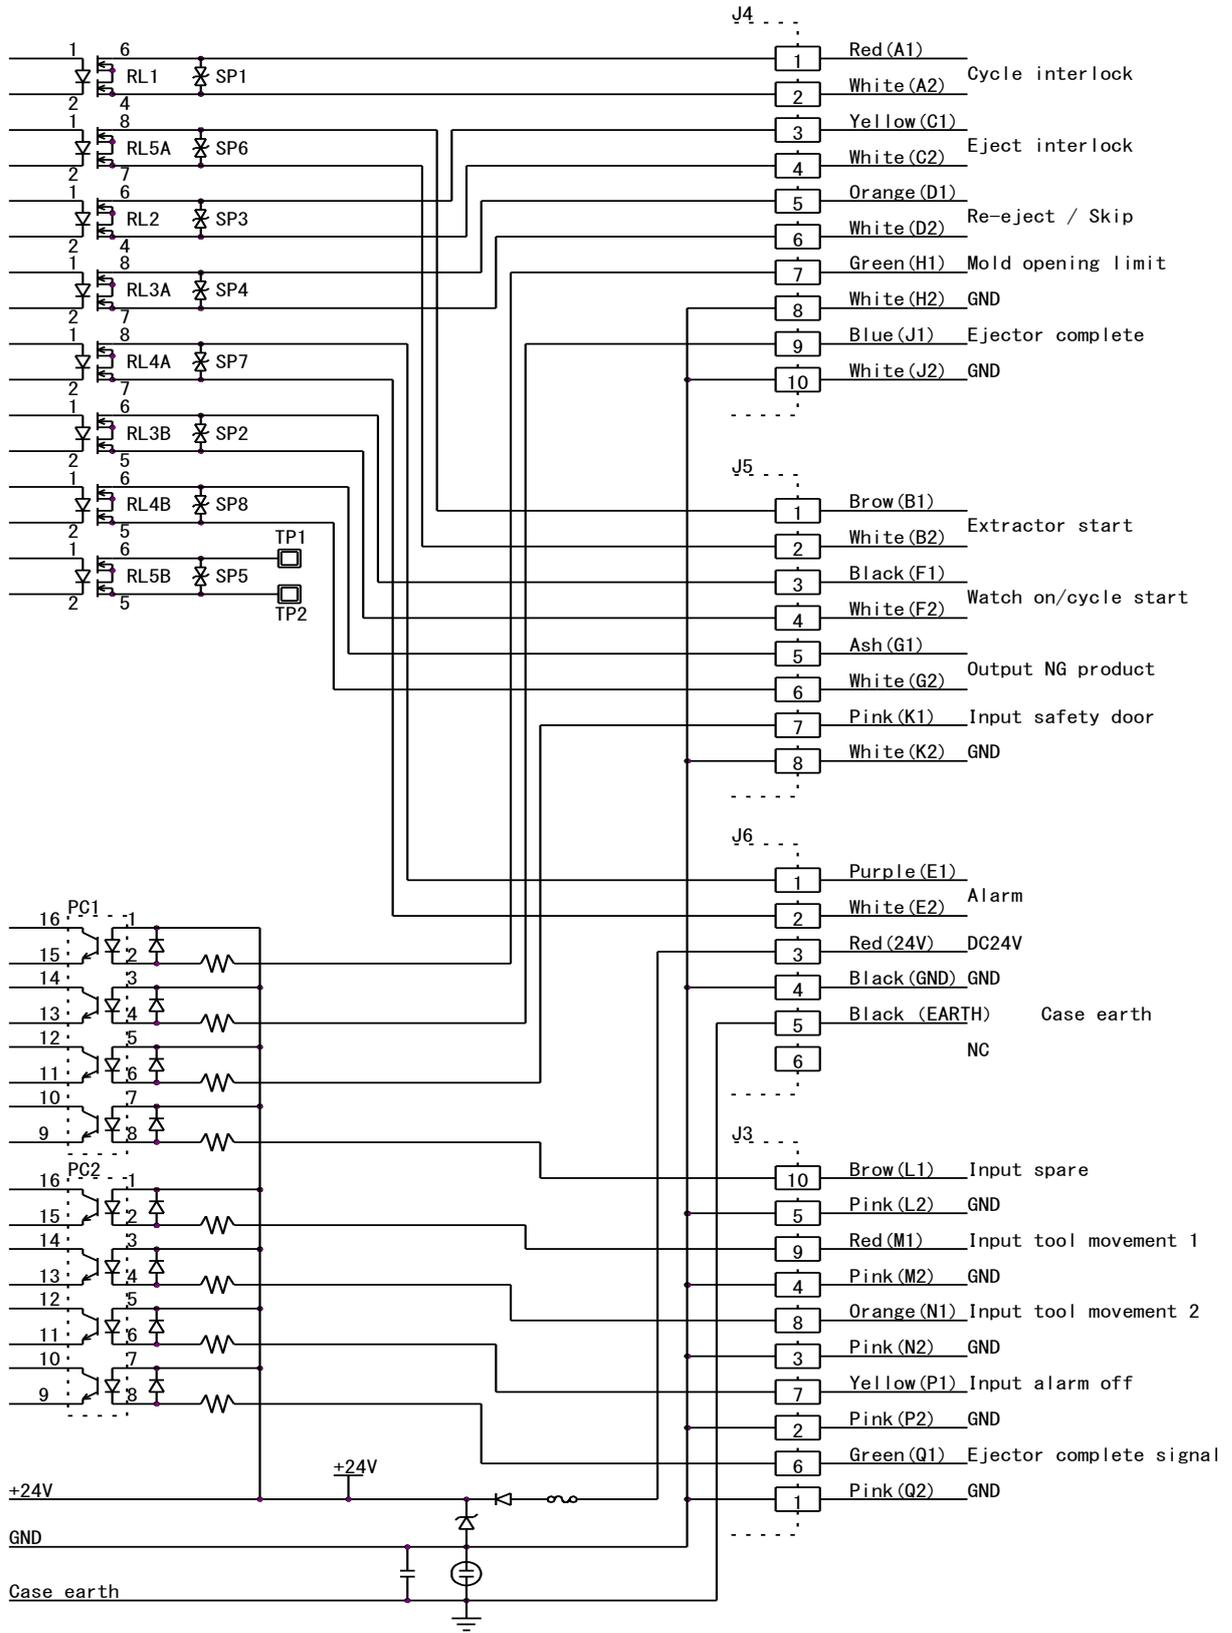 J4
1 6 1 Red(A1)
RL1 SP1 Cycle interlock
2 4 2 White(A2)
1 8 3 Yellow(C1)
RL5A SP6 Eject interlock
2 7 4 White(C2)
1 6 5 Orange(D1)
RL2 SP3 Re-eject / Skip
2 4 6 White(D2)
1 8 7 Green(H1) Mold opening limit
RL3A SP4
2 7 8 White(H2) GND
1 8 9 Blue(J1) Ejector complete
RL4A SP7
2 7 10 White(J2) GND
1 6
RL3B SP2
2 5
J5
1 6 1 Brow(B1)
RL4B SP8 Extractor start
2 5 2 White(B2)
TP1
1 6 3 Black(F1)
RL5B SP5 Watch on/cycle start
2 5 4 White(F2)
TP2
5 Ash(G1)
Output NG product
6 White(G2)
7 Pink(K1) Input safety door
8 White(K2) GND
J6
1 Purple(E1)
Alarm
2 White(E2)
PC1
16 1
15 2 3 Red(24V) DC24V
14 3 4 Black(GND) GND
13 4 5 Black (EARTH) Case earth
12 5 6 NC
11 6
10 7
9 8
J3
PC2
10 Brow(L1) Input spare
16 1
15 2 5 Pink(L2) GND
14 3 9 Red(M1) Input tool movement 1
13 4 4 Pink(M2) GND
12 5 8 Orange(N1) Input tool movement 2
11 6 3 Pink(N2) GND
10 7
9 8 7 Yellow(P1) Input alarm off
2 Pink(P2) GND
6 Green(Q1) Ejector complete signal
+24V
+24V 1 Pink(Q2) GND
GND
Case earth